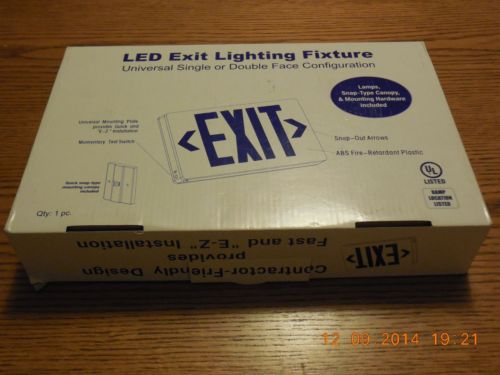 LED Exit Lighting Fixture
Universal Single or Double Face Configuration
Lamps,
Snap-Type Canopy,
& Mounting Hardware
Included
Universal Mounting Plate
provides Quick and
"E-Z" Installation
Momentary Test Switch
EXIT
Snap-Out Arrows
ABS Fire-Retardant Plastic
Quick snap type
mounting canopy
included
UL
LISTED
DAMP
LOCATION
LISTED
Qty: 1 pc.
Contractor-Friendly Design
provides
Fast and "E-Z" Installation
EXIT
12.09.2014 19:21